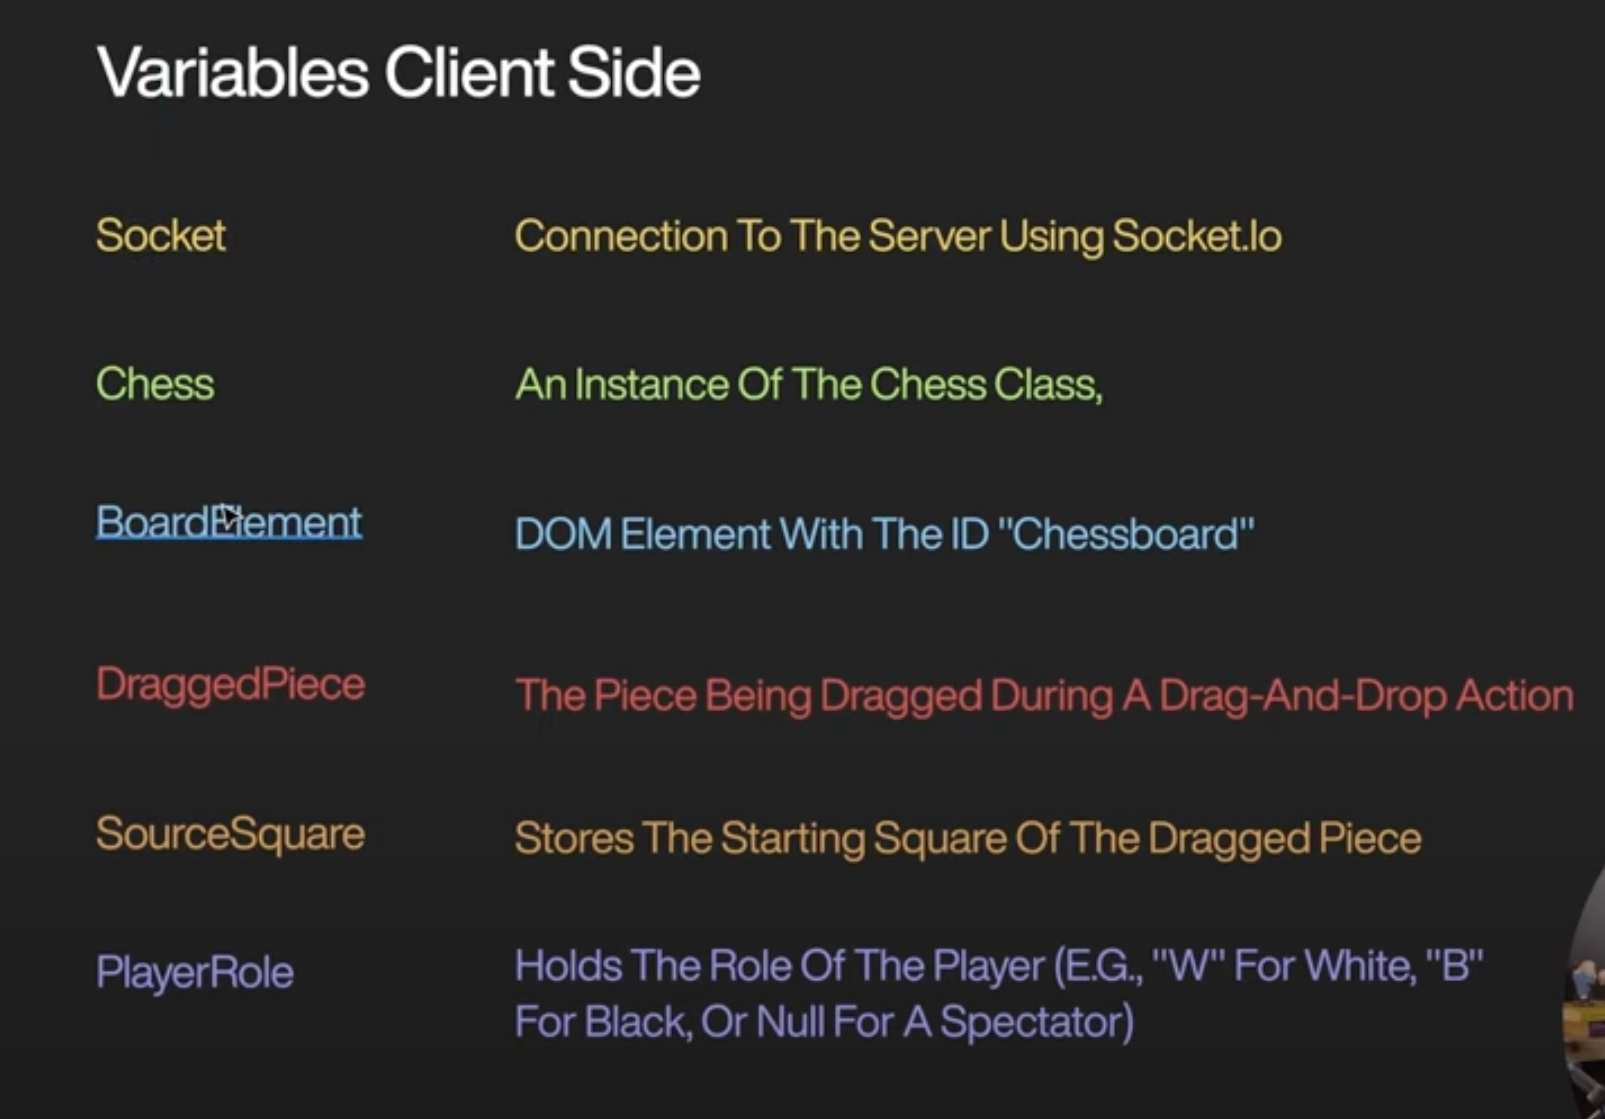 Variables Client Side
Socket
Connection To The Server Using Socket.Io
Chess
An Instance Of The Chess Class,
BoardElement
DOM Element With The ID "Chessboard"
DraggedPiece
The Piece Being Dragged During A Drag-And-Drop Action
SourceSquare
Stores The Starting Square Of The Dragged Piece
PlayerRole
Holds The Role Of The Player (E.G., "W" For White, "B"
For Black, Or Null For A Spectator)